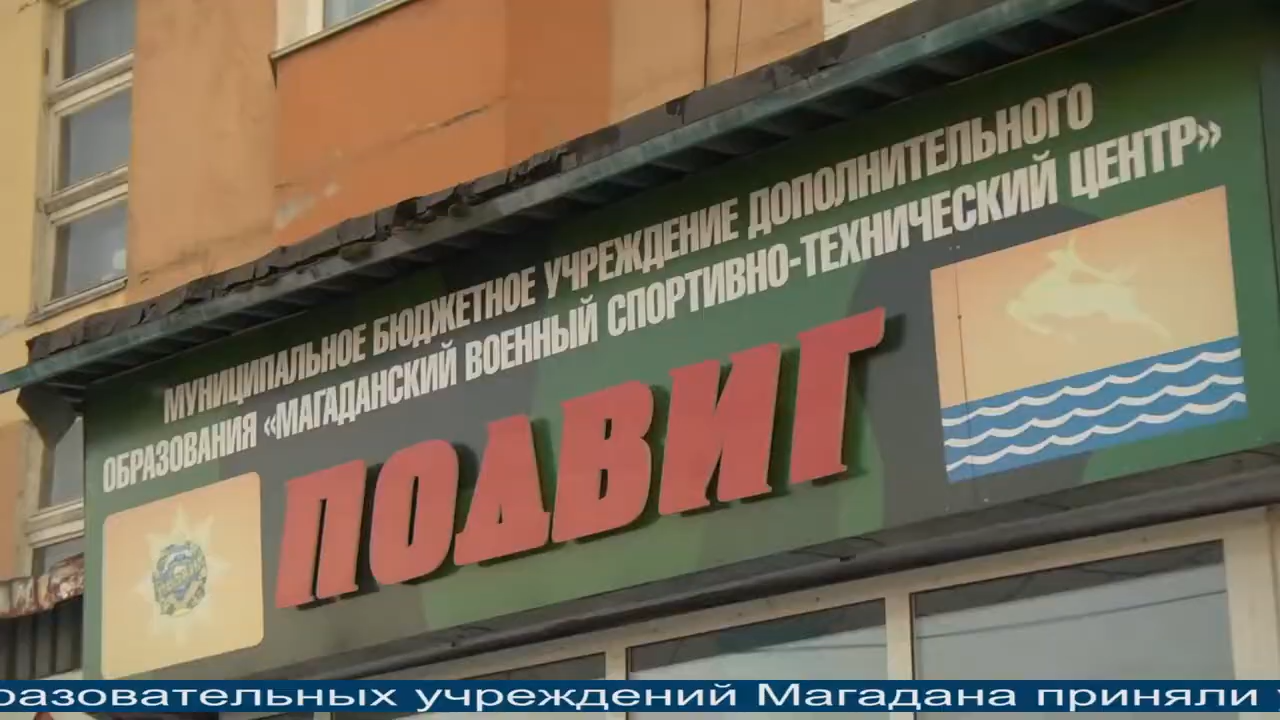 МУНИЦИПАЛЬНОЕ БЮДЖЕТНОЕ УЧРЕЖДЕНИЕ ДОПОЛНИТЕЛЬНОГО
ОБРАЗОВАНИЯ «МАГАДАНСКИЙ ВОЕННЫЙ СПОРТИВНО-ТЕХНИЧЕСКИЙ ЦЕНТР»
ПОДВИГ
разовательных учреждений Магадана приняли